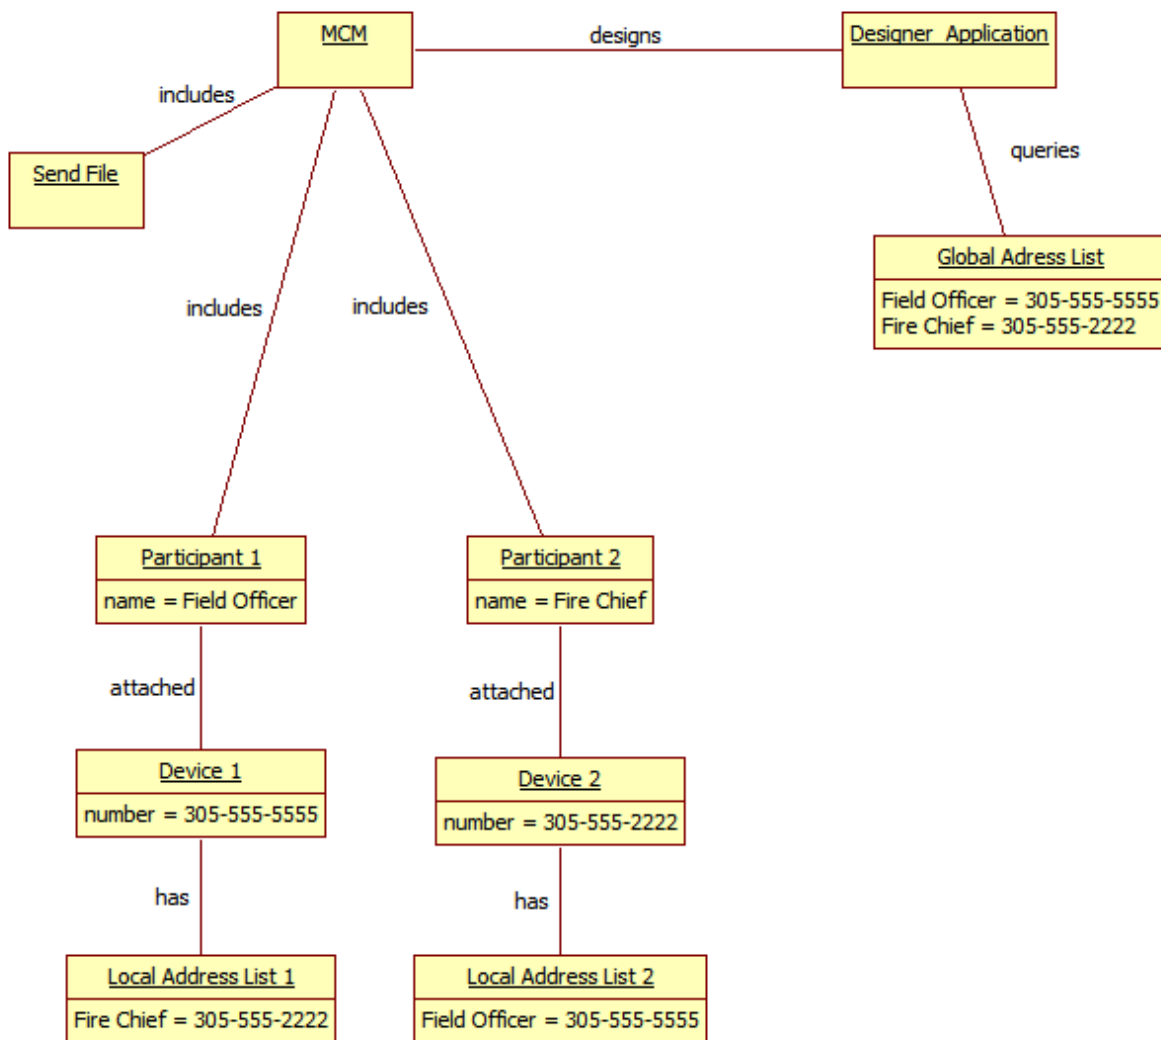 MCM
designs
Designer_Application
includes
Send File
queries
Global Adress List
Field Officer = 305-555-5555
Fire Chief = 305-555-2222
includes
includes
Participant 1
name = Field Officer
Participant 2
name = Fire Chief
attached
attached
Device 1
number = 305-555-5555
Device 2
number = 305-555-2222
has
has
Local Address List 1
Fire Chief = 305-555-2222
Local Address List 2
Field Officer = 305-555-5555